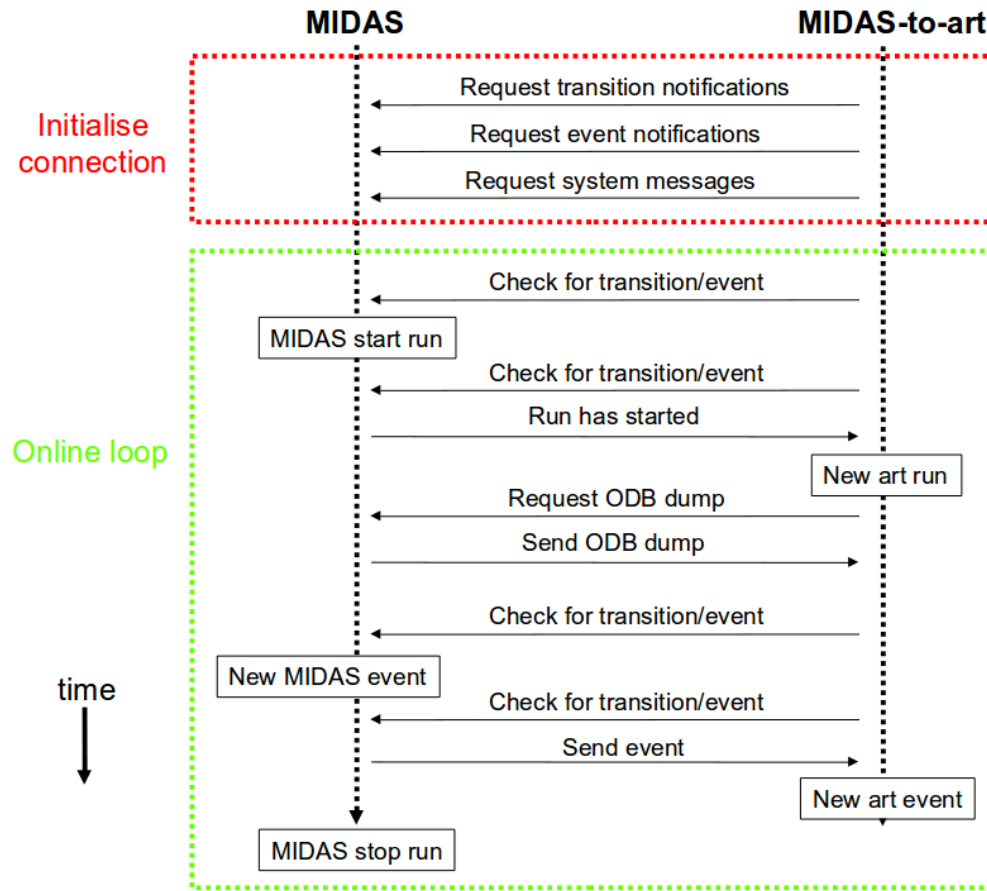 MIDAS
MIDAS-to-art
Initialise
connection
Request transition notifications
Request event notifications
Request system messages
Online loop
Check for transition/event
MIDAS start run
Check for transition/event
Run has started
New art run
Request ODB dump
Send ODB dump
Check for transition/event
New MIDAS event
time
Check for transition/event
Send event
New art event
MIDAS stop run